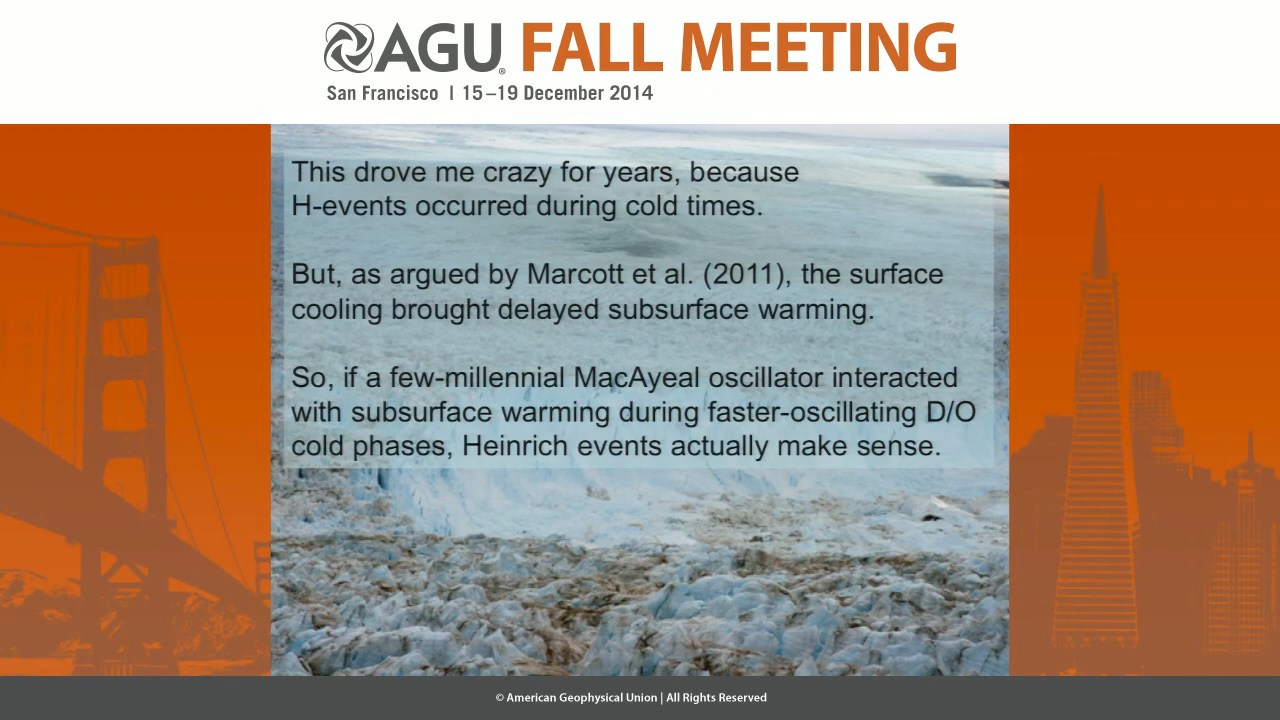 AGU® FALL MEETING
San Francisco | 15–19 December 2014
This drove me crazy for years, because
H-events occurred during cold times.
But, as argued by Marcott et al. (2011), the surface
cooling brought delayed subsurface warming.
So, if a few-millennial MacAyeal oscillator interacted
with subsurface warming during faster-oscillating D/O
cold phases, Heinrich events actually make sense.
© American Geophysical Union | All Rights Reserved